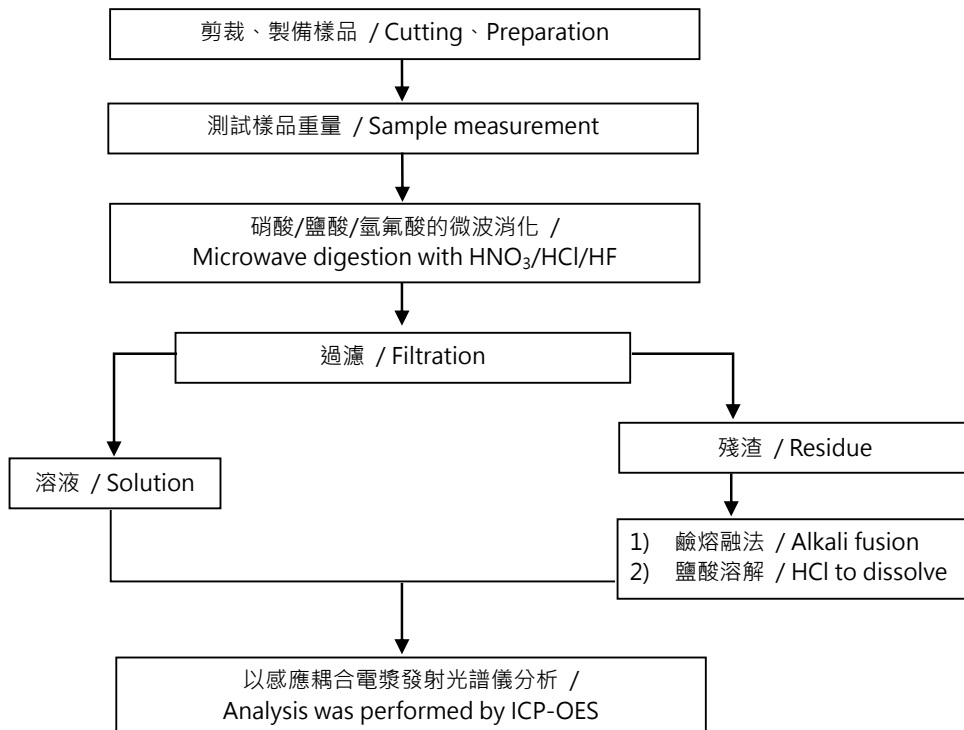 剪裁、製備樣品 / Cutting、Preparation
測試樣品重量 / Sample measurement
硝酸/鹽酸/氫氟酸的微波消化 /
Microwave digestion with HNO₃/HCl/HF
過濾 / Filtration
溶液 / Solution
殘渣 / Residue
1) 鹼熔融法 / Alkali fusion
2) 鹽酸溶解 / HCl to dissolve
以感應耦合電漿發射光譜儀分析 /
Analysis was performed by ICP-OES